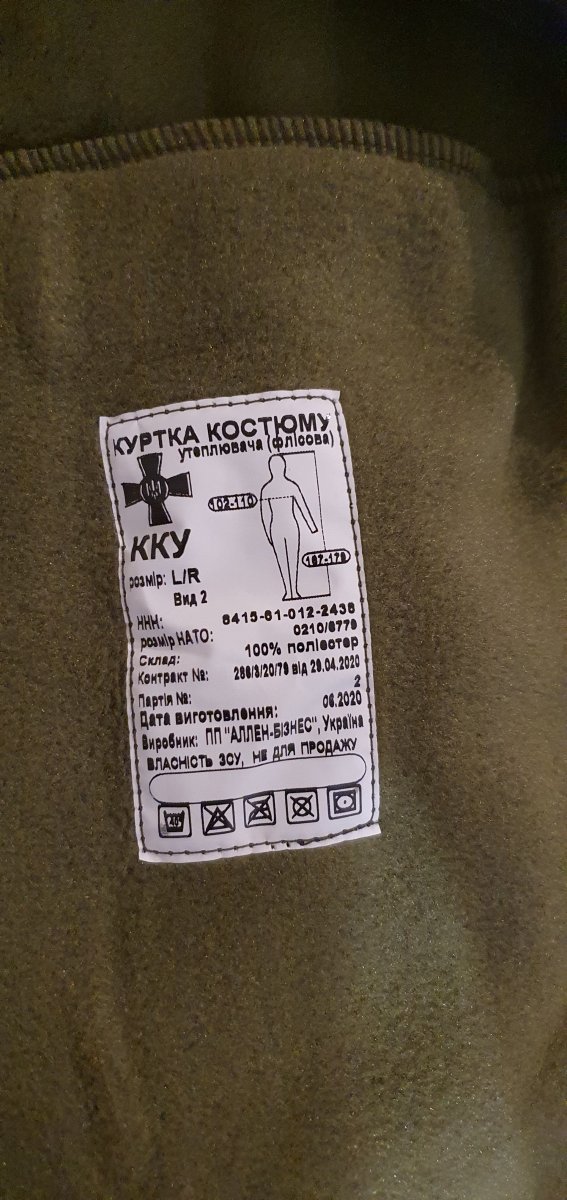 КУРТКА КОСТЮМУ
утеплювача (флісова)
102-110
167-179
ККУ
розмір: L/R
Вид 2
ННН: 8415-61-012-2436
розмір НАТО: 0210/6779
Склад: 100% поліестер
Контракт №: 286/3/20/79 від 29.04.2020
Партія №: 2
Дата виготовлення: 06.2020
Виробник: ПП "АЛЛЕН-БІЗНЕС", Україна
ВЛАСНІСТЬ ЗСУ, НЕ ДЛЯ ПРОДАЖУ